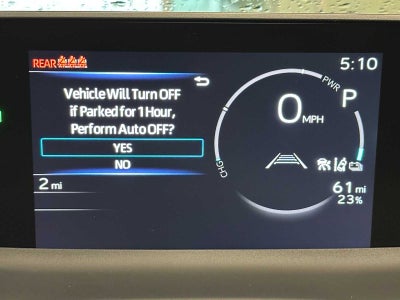 REAR
5:10
Vehicle Will Turn OFF
if Parked for 1 Hour,
Perform Auto OFF?
YES
NO
2 mi
PWR
P
0 MPH
CHG
61 mi
23%